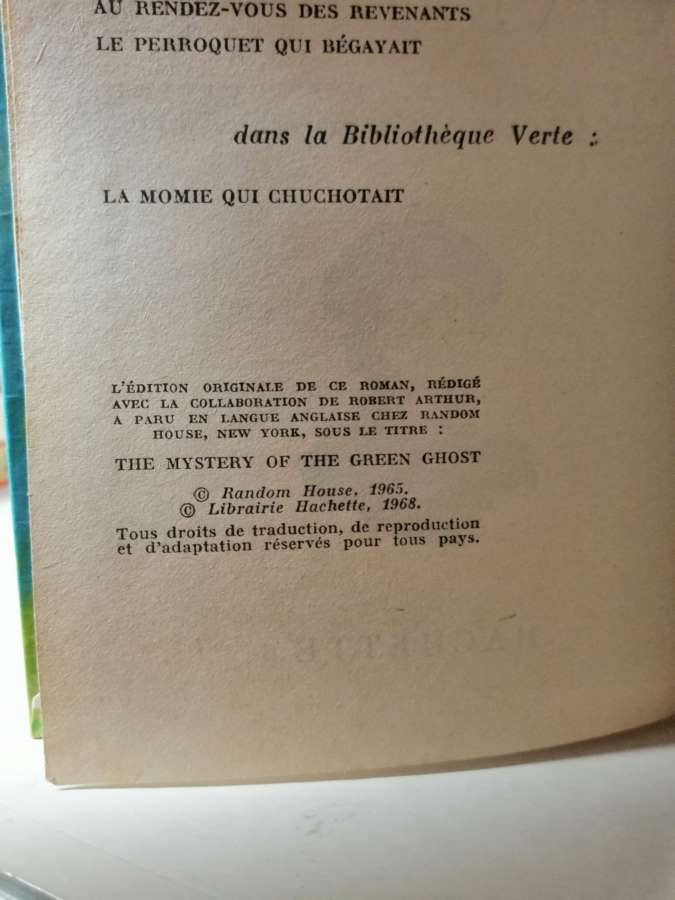 AU RENDEZ-VOUS DES REVENANTS
LE PERROQUET QUI BÉGAYAIT
dans la Bibliothèque Verte :
LA MOMIE QUI CHUCHOTAIT
L'ÉDITION ORIGINALE DE CE ROMAN, RÉDIGÉ
AVEC LA COLLABORATION DE ROBERT ARTHUR,
A PARU EN LANGUE ANGLAISE CHEZ RANDOM
HOUSE, NEW YORK, SOUS LE TITRE :
THE MYSTERY OF THE GREEN GHOST
© Random House, 1965.
© Librairie Hachette, 1968.
Tous droits de traduction, de reproduction
et d'adaptation réservés pour tous pays.
HACHETTE